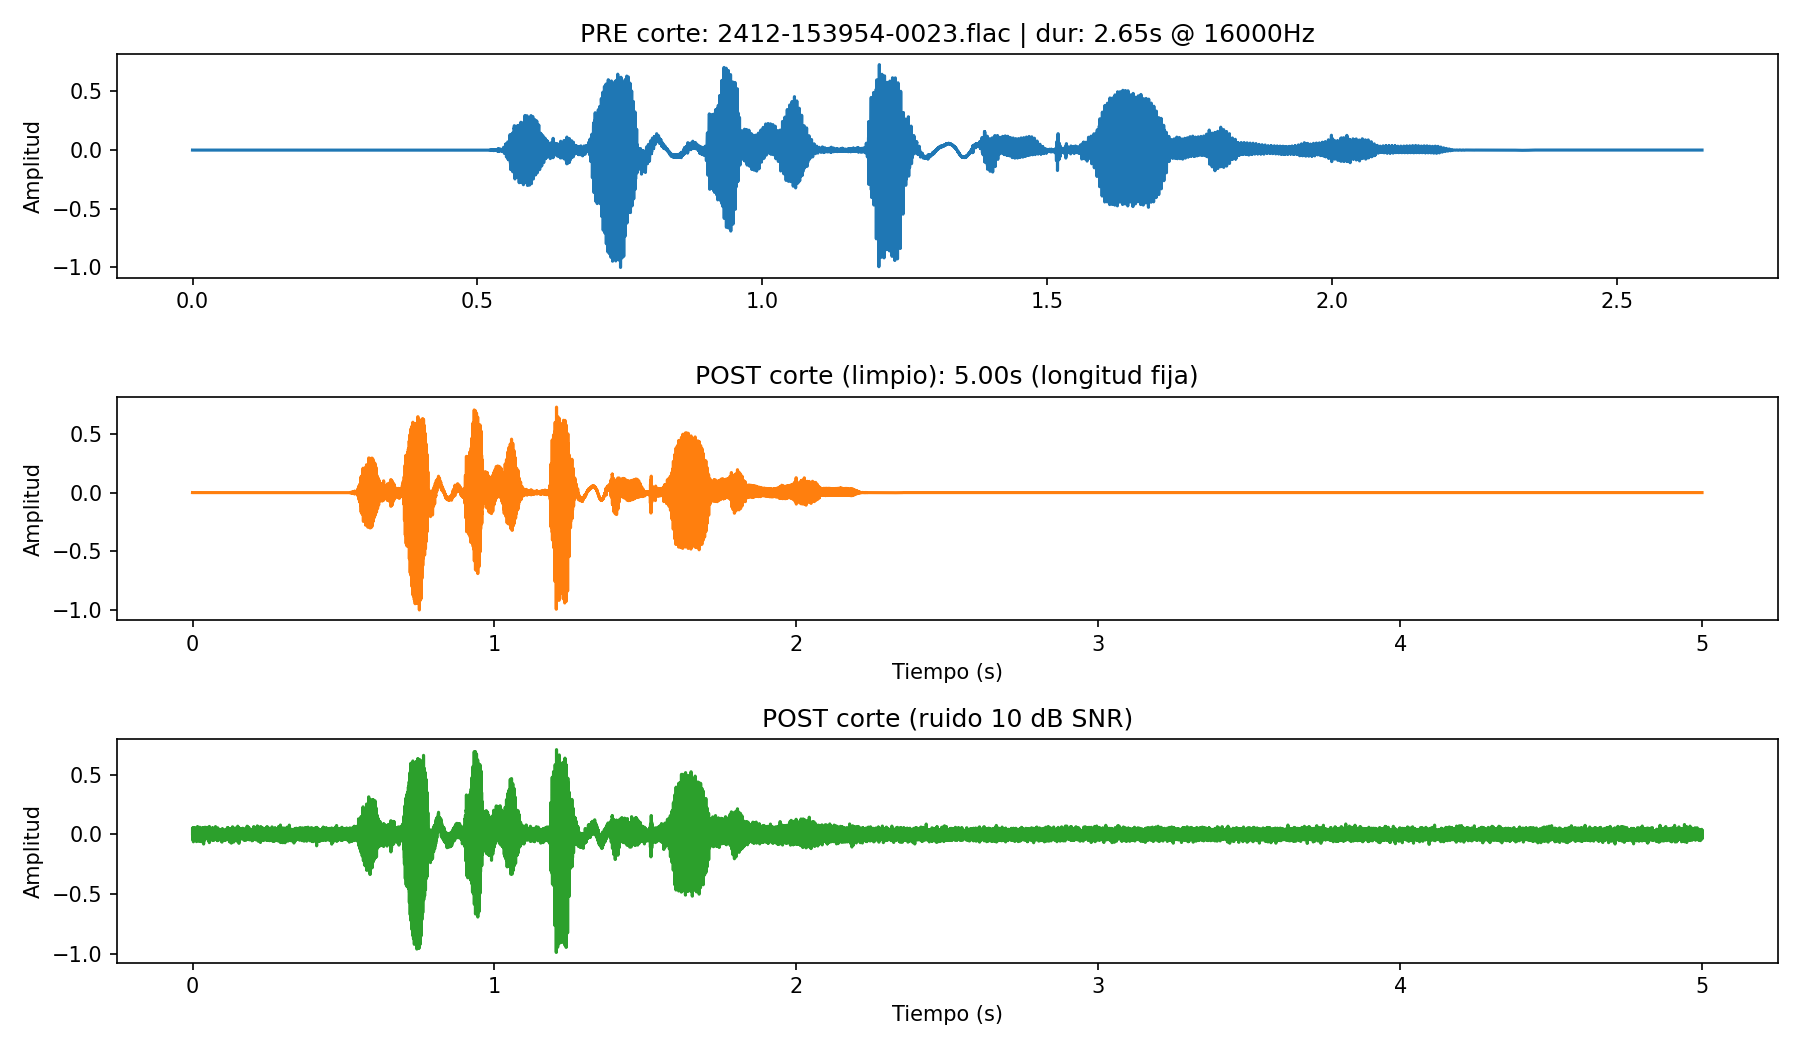 PRE corte: 2412-153954-0023.flac | dur: 2.65s @ 16000Hz
Amplitud
0.5
0.0
−0.5
−1.0
0.0 0.5 1.0 1.5 2.0 2.5
POST corte (limpio): 5.00s (longitud fija)
Amplitud
0.5
0.0
−0.5
−1.0
0 1 2 3 4 5
Tiempo (s)
POST corte (ruido 10 dB SNR)
Amplitud
0.5
0.0
−0.5
−1.0
0 1 2 3 4 5
Tiempo (s)